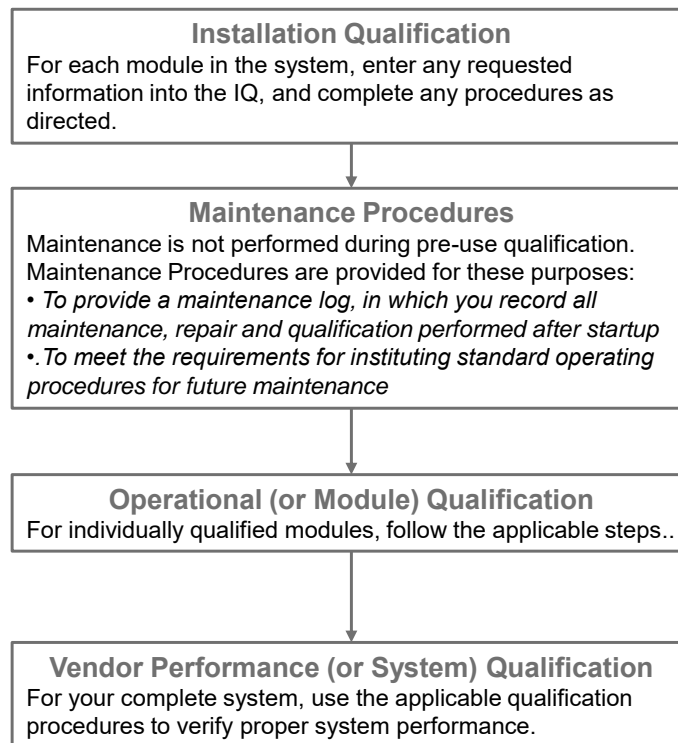 Installation Qualification
For each module in the system, enter any requested
information into the IQ, and complete any procedures as
directed.
Maintenance Procedures
Maintenance is not performed during pre-use qualification.
Maintenance Procedures are provided for these purposes:
• To provide a maintenance log, in which you record all
maintenance, repair and qualification performed after startup
•.To meet the requirements for instituting standard operating
procedures for future maintenance
Operational (or Module) Qualification
For individually qualified modules, follow the applicable steps..
Vendor Performance (or System) Qualification
For your complete system, use the applicable qualification
procedures to verify proper system performance.